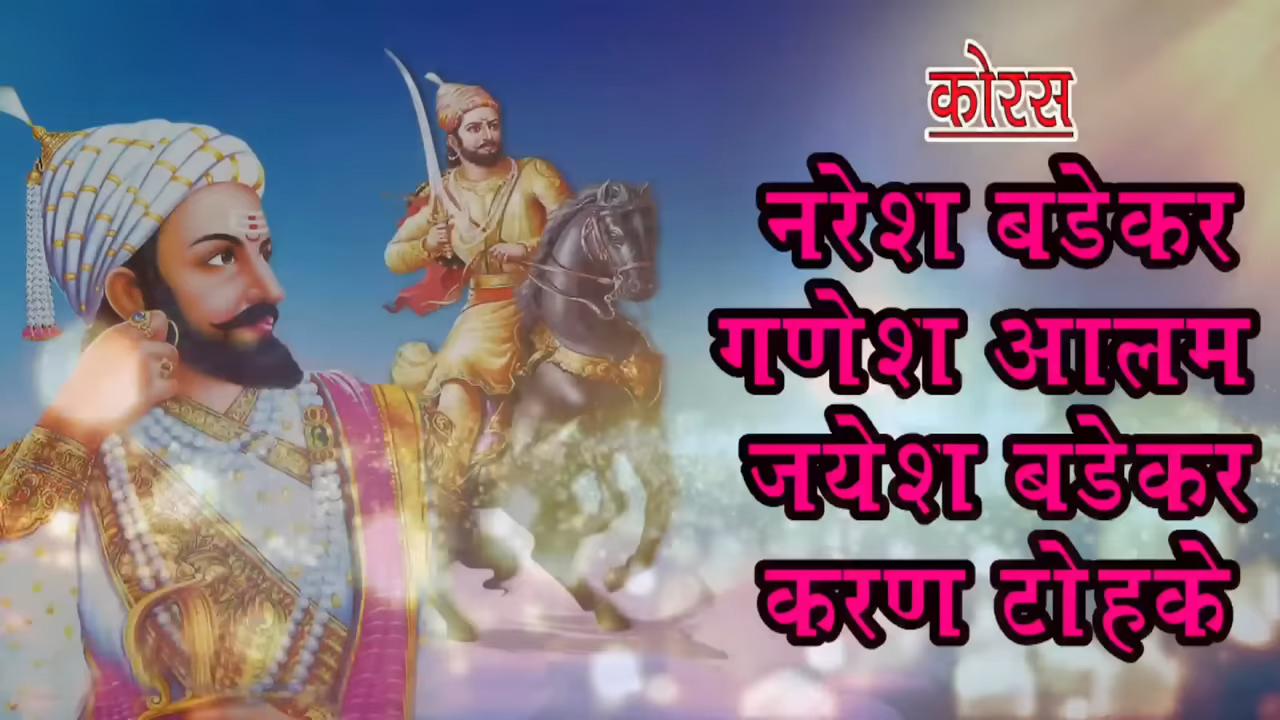 कोरस
नरेश बडेकर
गणेश आलम
जयेश बडेकर
करण टोहके